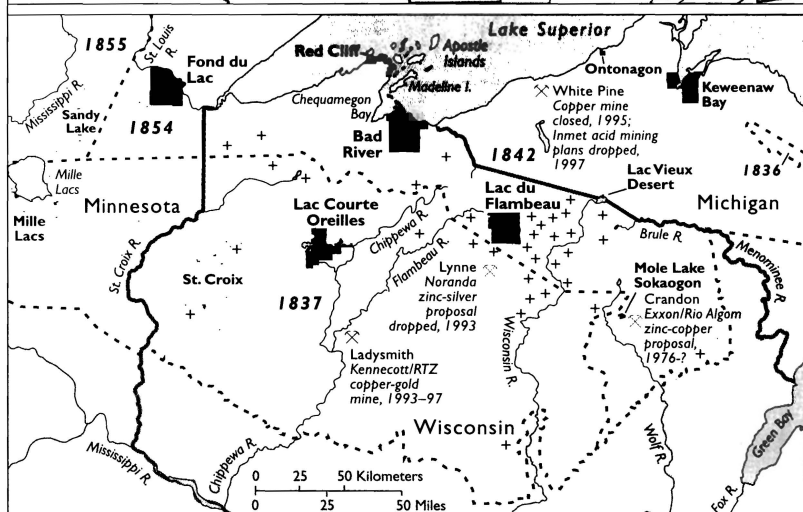 Lake Superior
1855
St. Louis
R.
Fond du
Lac
Red Cliff
Apostle
Islands
Madeline I.
Ontonagon
Keweenaw
Bay
White Pine
Copper mine
closed, 1995;
Inmet acid mining
plans dropped,
1997
Mississippi R.
Sandy
Lake
1854
Chequamegon
Bay
Bad
River
1842
1836
Lac Vieux
Desert
Michigan
Mille
Lacs
Mille
Lacs
Minnesota
Lac Courte
Oreilles
Lac du
Flambeau
Chippewa R.
Flambeau R.
Brule R.
Menominee R.
St. Croix R.
St. Croix
1837
Lynne
Noranda
zinc-silver
proposal
dropped, 1993
Mole Lake
Sokaogon
Crandon
Exxon/Rio Algom
zinc-copper
proposal,
1976-?
Ladysmith
Kennecott/RTZ
copper-gold
mine, 1993–97
Wisconsin R.
Wisconsin
Mississippi R.
Chippewa R.
Wolf R.
Green Bay
Fox R.
0 25 50 Kilometers
0 25 50 Miles